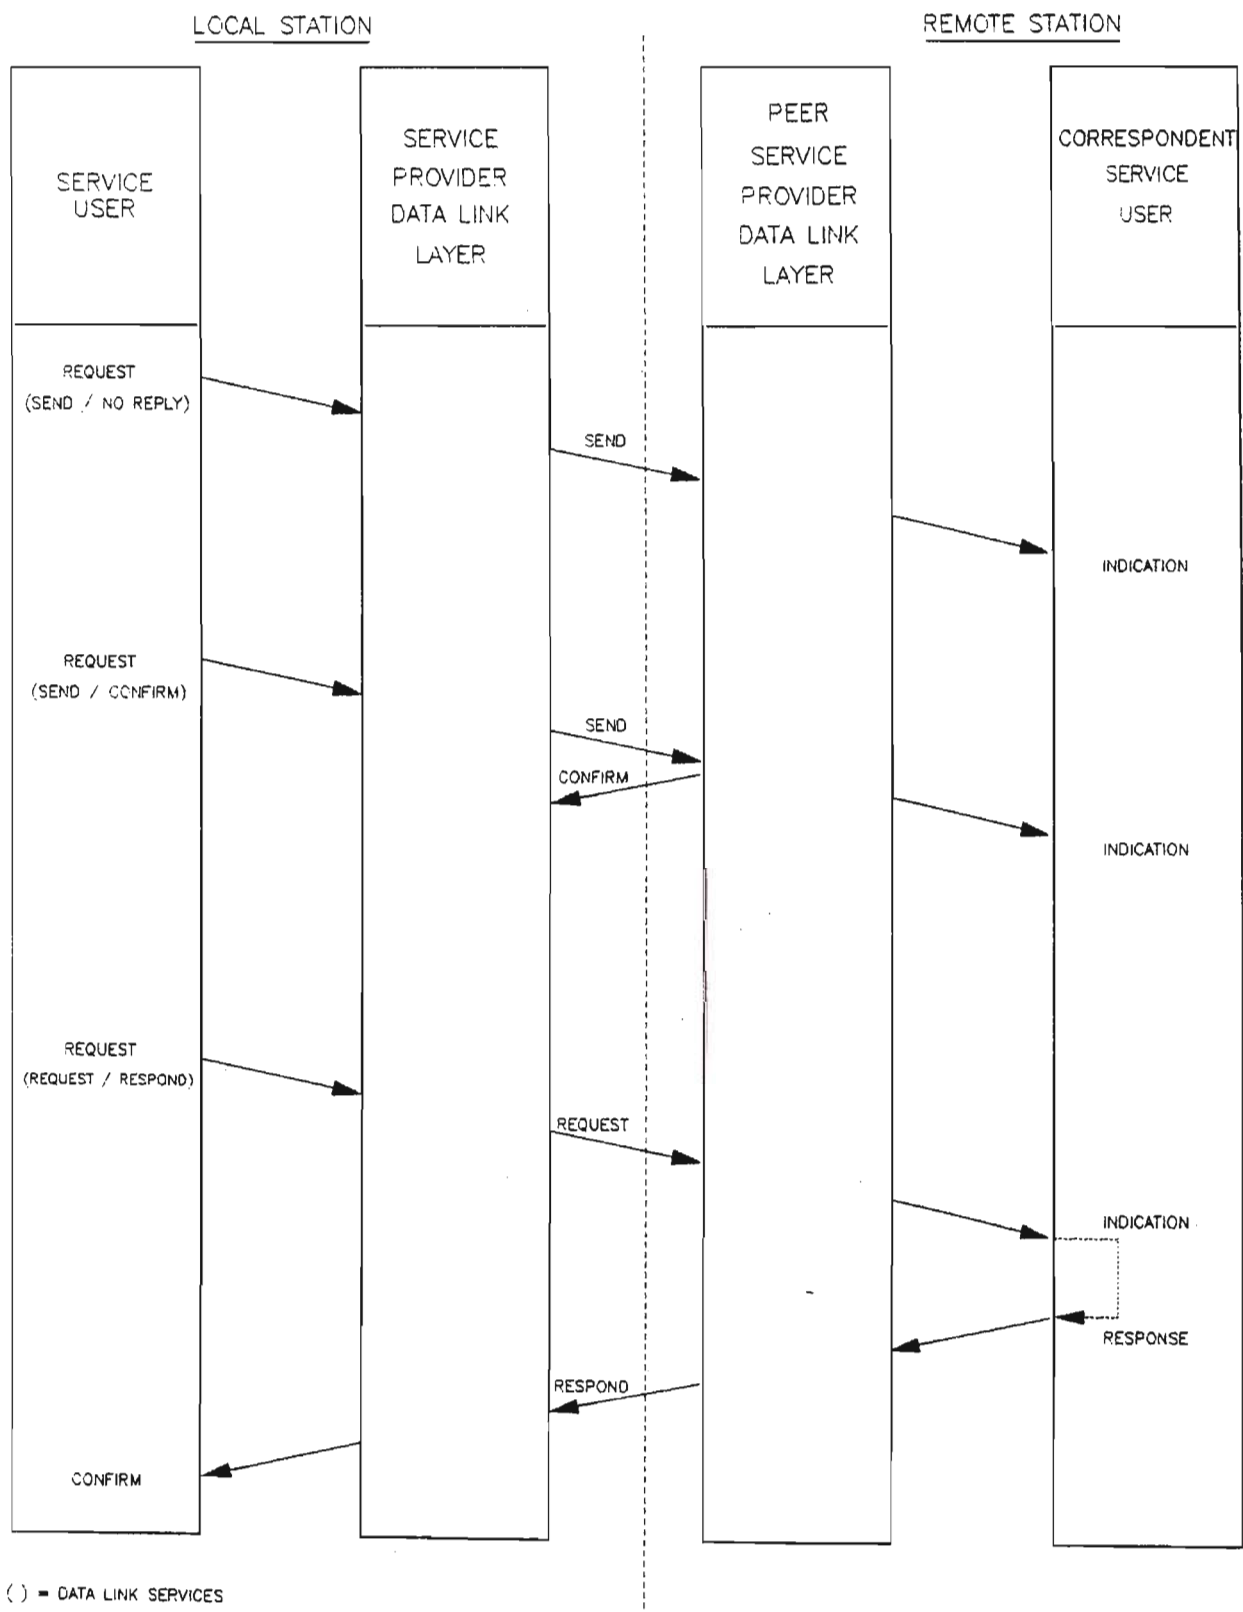 LOCAL STATION
REMOTE STATION
SERVICE
USER
SERVICE
PROVIDER
DATA LINK
LAYER
PEER
SERVICE
PROVIDER
DATA LINK
LAYER
CORRESPONDENT
SERVICE
USER
REQUEST
(SEND / NO REPLY)
SEND
INDICATION
REQUEST
(SEND / CONFIRM)
SEND
CONFIRM
INDICATION
REQUEST
(REQUEST / RESPOND)
REQUEST
INDICATION
RESPONSE
RESPOND
CONFIRM
( ) = DATA LINK SERVICES